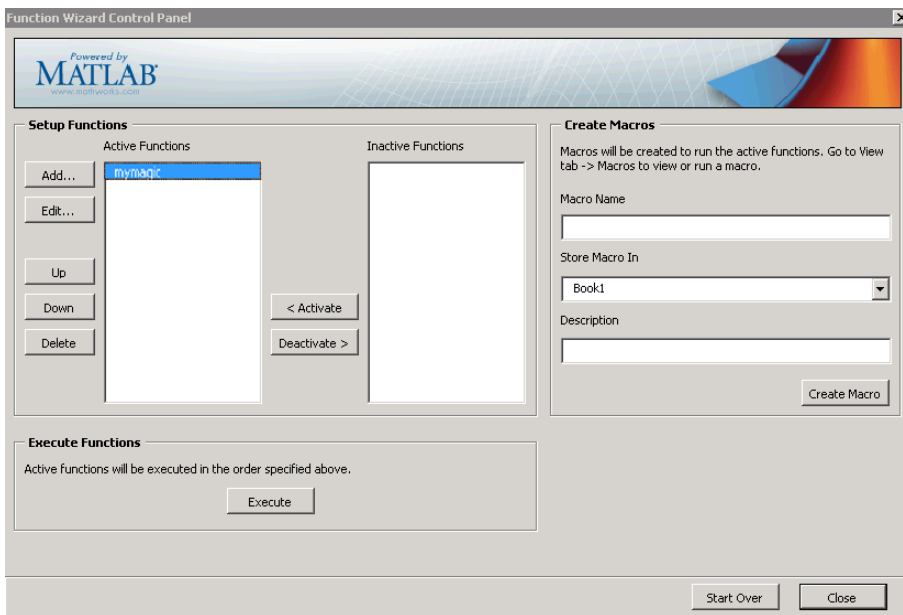 Function Wizard Control Panel
Powered by
MATLAB
www.mathworks.com
Setup Functions
Active Functions
Inactive Functions
Add...
Edit...
Up
Down
Delete
mymagic
< Activate
Deactivate >
Create Macros
Macros will be created to run the active functions. Go to View
tab -> Macros to view or run a macro.
Macro Name
Store Macro In
Book1
Description
Create Macro
Execute Functions
Active functions will be executed in the order specified above.
Execute
Start Over
Close